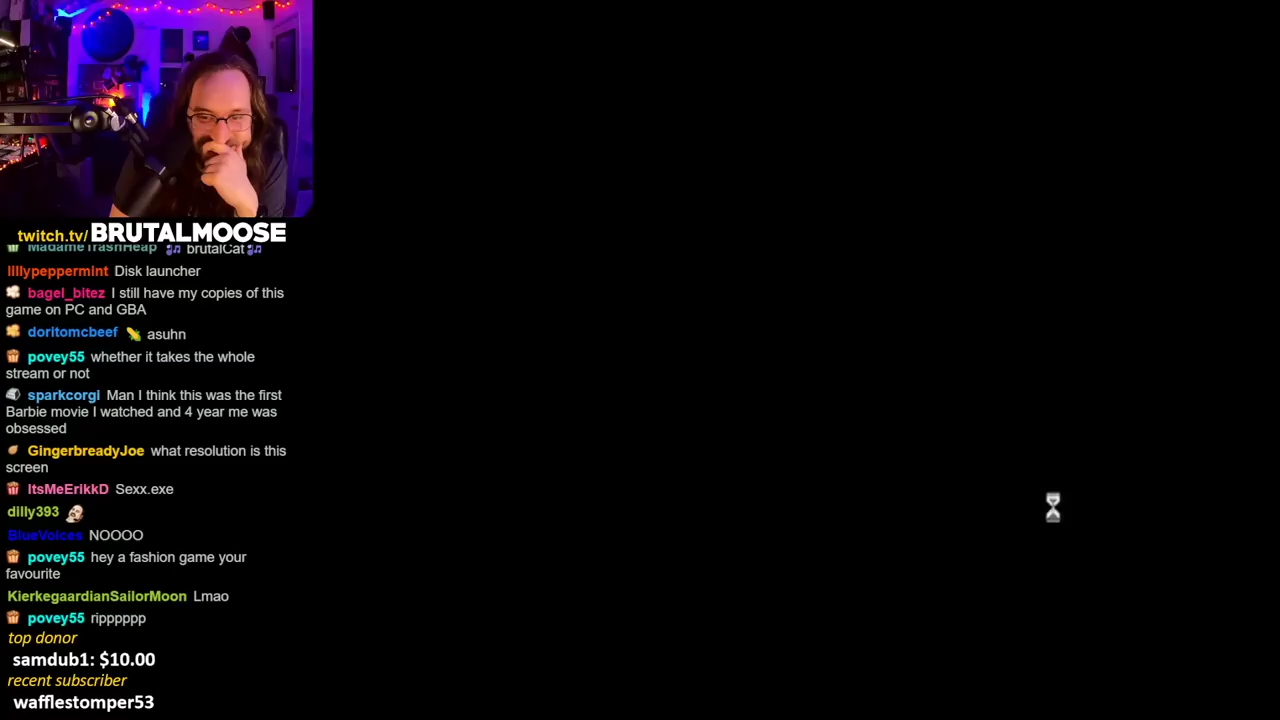 twitch.tv/BRUTALMOOSE
MadameTrashHeap brutalCat
lillypeppermint Disk launcher
bagel_bitez I still have my copies of this
game on PC and GBA
doritomcbeef asuhn
povey55 whether it takes the whole
stream or not
sparkcorgi Man I think this was the first
Barbie movie I watched and 4 year me was
obsessed
GingerbreadyJoe what resolution is this
screen
ItsMeErikkD Sexx.exe
dilly393
BlueVoices NOOOO
povey55 hey a fashion game your
favourite
KierkegaardianSailorMoon Lmao
povey55 ripppppp
top donor
samdub1: $10.00
recent subscriber
wafflestomper53